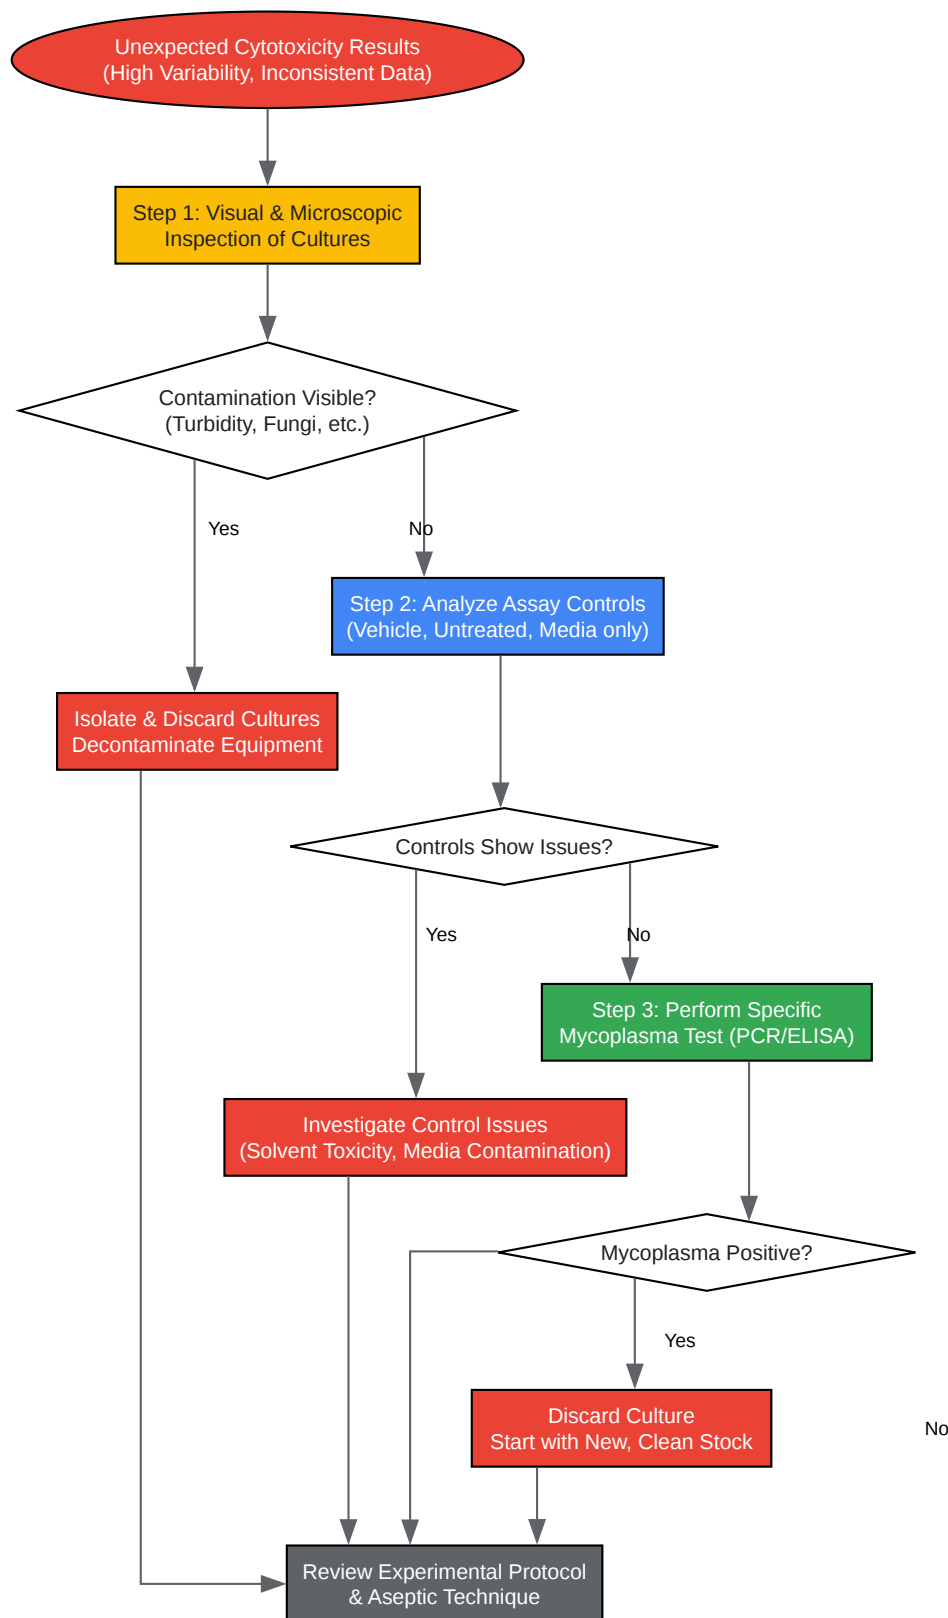 Unexpected Cytotoxicity Results
(High Variability, Inconsistent Data)
Step 1: Visual & Microscopic
Inspection of Cultures
Contamination Visible?
(Turbidity, Fungi, etc.)
Yes
No
Step 2: Analyze Assay Controls
(Vehicle, Untreated, Media only)
Isolate & Discard Cultures
Decontaminate Equipment
Controls Show Issues?
Yes
No
Step 3: Perform Specific
Mycoplasma Test (PCR/ELISA)
Investigate Control Issues
(Solvent Toxicity, Media Contamination)
Mycoplasma Positive?
Yes
Discard Culture
Start with New, Clean Stock
No
Review Experimental Protocol
& Aseptic Technique